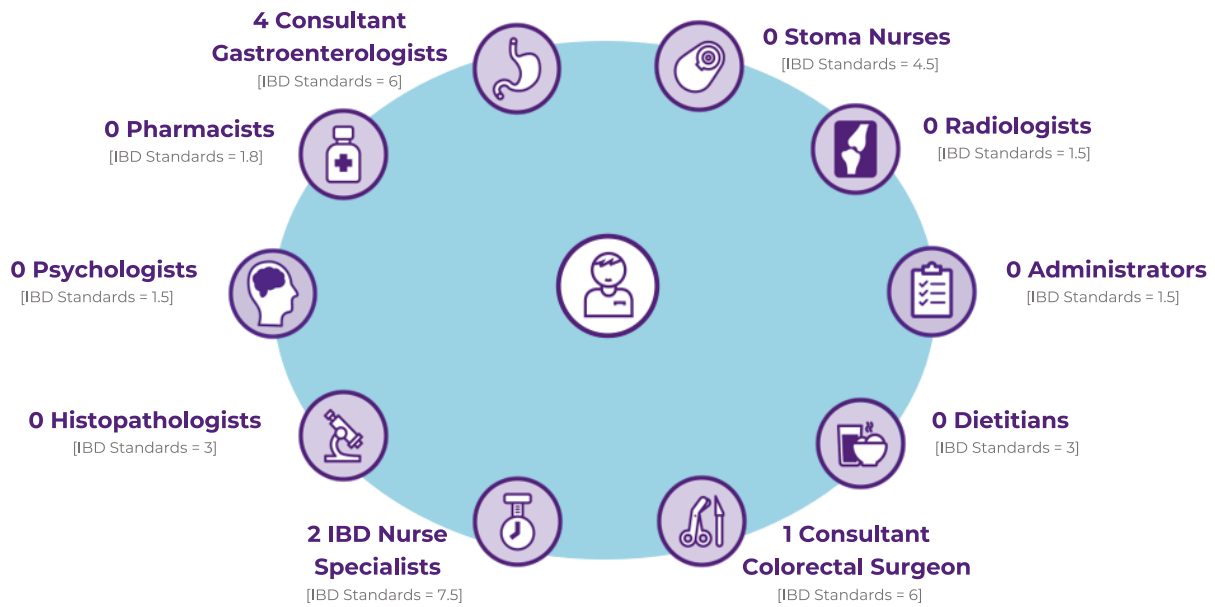 4 Consultant
Gastroenterologists
[IBD Standards = 6]
0 Stoma Nurses
[IBD Standards = 4.5]
0 Pharmacists
[IBD Standards = 1.8]
0 Radiologists
[IBD Standards = 1.5]
0 Psychologists
[IBD Standards = 1.5]
0 Administrators
[IBD Standards = 1.5]
0 Histopathologists
[IBD Standards = 3]
0 Dietitians
[IBD Standards = 3]
2 IBD Nurse
Specialists
[IBD Standards = 7.5]
1 Consultant
Colorectal Surgeon
[IBD Standards = 6]